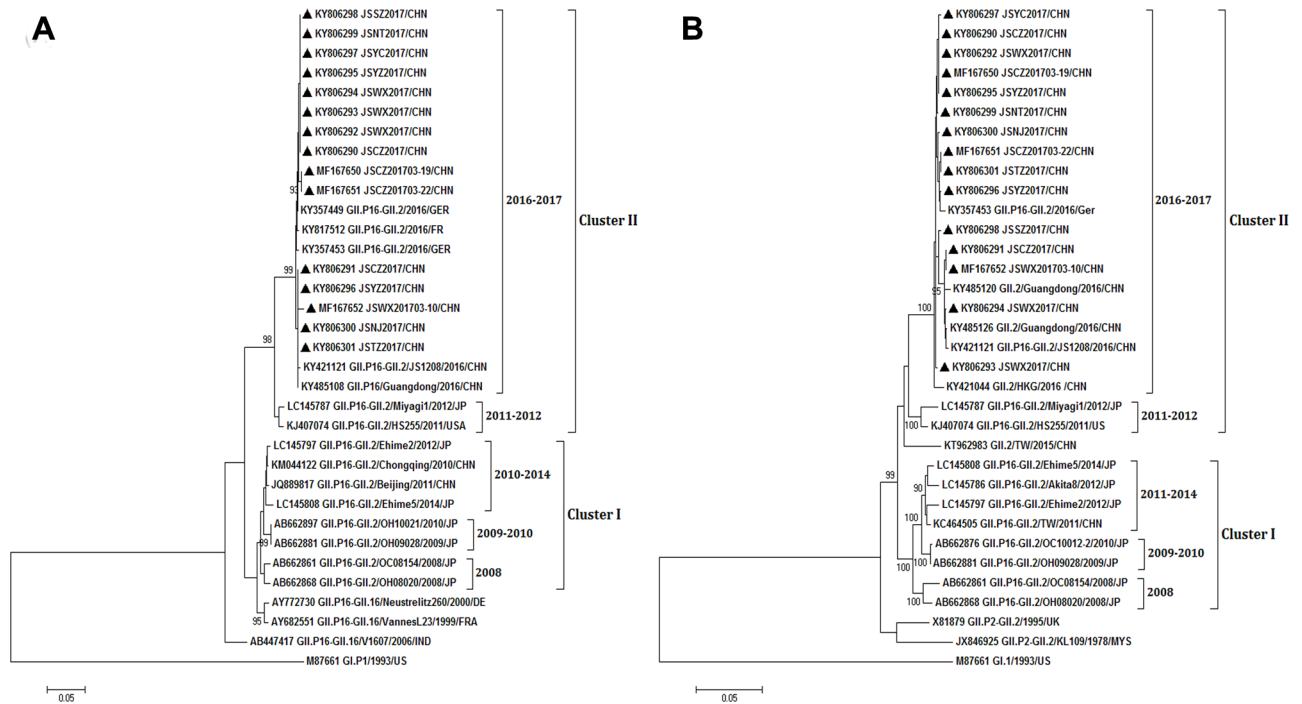 A
▲ KY806298 JSSZ2017/CHN
▲ KY806299 JSNT2017/CHN
▲ KY806297 JSYC2017/CHN
▲ KY806295 JSYZ2017/CHN
▲ KY806294 JSWX2017/CHN
▲ KY806293 JSWX2017/CHN
▲ KY806292 JSWX2017/CHN
▲ KY806290 JSCZ2017/CHN
▲ MF167650 JSCZ201703-19/CHN
▲ MF167651 JSCZ201703-22/CHN
93
KY357449 GII.P16-GII.2/2016/GER
KY817512 GII.P16-GII.2/2016/FR
KY357453 GII.P16-GII.2/2016/GER
99
▲ KY806291 JSCZ2017/CHN
▲ KY806296 JSYZ2017/CHN
▲ MF167652 JSWX201703-10/CHN
▲ KY806300 JSNJ2017/CHN
▲ KY806301 JSTZ2017/CHN
98
KY421121 GII.P16-GII.2/JS1208/2016/CHN
KY485108 GII.P16/Guangdong/2016/CHN
LC145787 GII.P16-GII.2/Miyagi1/2012/JP
KJ407074 GII.P16-GII.2/HS255/2011/USA
LC145797 GII.P16-GII.2/Ehime2/2012/JP
KM044122 GII.P16-GII.2/Chongqing/2010/CHN
JQ889817 GII.P16-GII.2/Beijing/2011/CHN
LC145808 GII.P16-GII.2/Ehime5/2014/JP
AB662897 GII.P16-GII.2/OH10021/2010/JP
99
AB662881 GII.P16-GII.2/OH09028/2009/JP
AB662861 GII.P16-GII.2/OC08154/2008/JP
AB662868 GII.P16-GII.2/OH08020/2008/JP
AY772730 GII.P16-GII.16/Neustrelitz260/2000/DE
95
AY682551 GII.P16-GII.16/VannesL23/1999/FRA
AB447417 GII.P16-GII.16/V1607/2006/IND
M87661 GI.P1/1993/US
2016-2017
Cluster II
2011-2012
2010-2014
Cluster I
2009-2010
2008
0.05
B
▲ KY806297 JSYC2017/CHN
▲ KY806290 JSCZ2017/CHN
▲ KY806292 JSWX2017/CHN
▲ MF167650 JSCZ201703-19/CHN
▲ KY806295 JSYZ2017/CHN
▲ KY806299 JSNT2017/CHN
▲ KY806300 JSNJ2017/CHN
▲ MF167651 JSCZ201703-22/CHN
▲ KY806301 JSTZ2017/CHN
▲ KY806296 JSYZ2017/CHN
KY357453 GII.P16-GII.2/2016/Ger
▲ KY806298 JSSZ2017/CHN
▲ KY806291 JSCZ2017/CHN
▲ MF167652 JSWX201703-10/CHN
95
KY485120 GII.2/Guangdong/2016/CHN
100
▲ KY806294 JSWX2017/CHN
KY485126 GII.2/Guangdong/2016/CHN
KY421121 GII.P16-GII.2/JS1208/2016/CHN
▲ KY806293 JSWX2017/CHN
KY421044 GII.2/HKG/2016 /CHN
LC145787 GII.P16-GII.2/Miyagi1/2012/JP
100
KJ407074 GII.P16-GII.2/HS255/2011/US
KT962983 GII.2/TW/2015/CHN
99
LC145808 GII.P16-GII.2/Ehime5/2014/JP
90
LC145786 GII.P16-GII.2/Akita8/2012/JP
LC145797 GII.P16-GII.2/Ehime2/2012/JP
100
KC464505 GII.P16-GII.2/TW/2011/CHN
AB662876 GII.P16-GII.2/OC10012-2/2010/JP
100
AB662881 GII.P16-GII.2/OH09028/2009/JP
100
AB662861 GII.P16-GII.2/OC08154/2008/JP
100
AB662868 GII.P16-GII.2/OH08020/2008/JP
X81879 GII.P2-GII.2/1995/UK
JX846925 GII.P2-GII.2/KL109/1978/MYS
M87661 GI.1/1993/US
2016-2017
Cluster II
2011-2012
2011-2014
Cluster I
2009-2010
2008
0.05